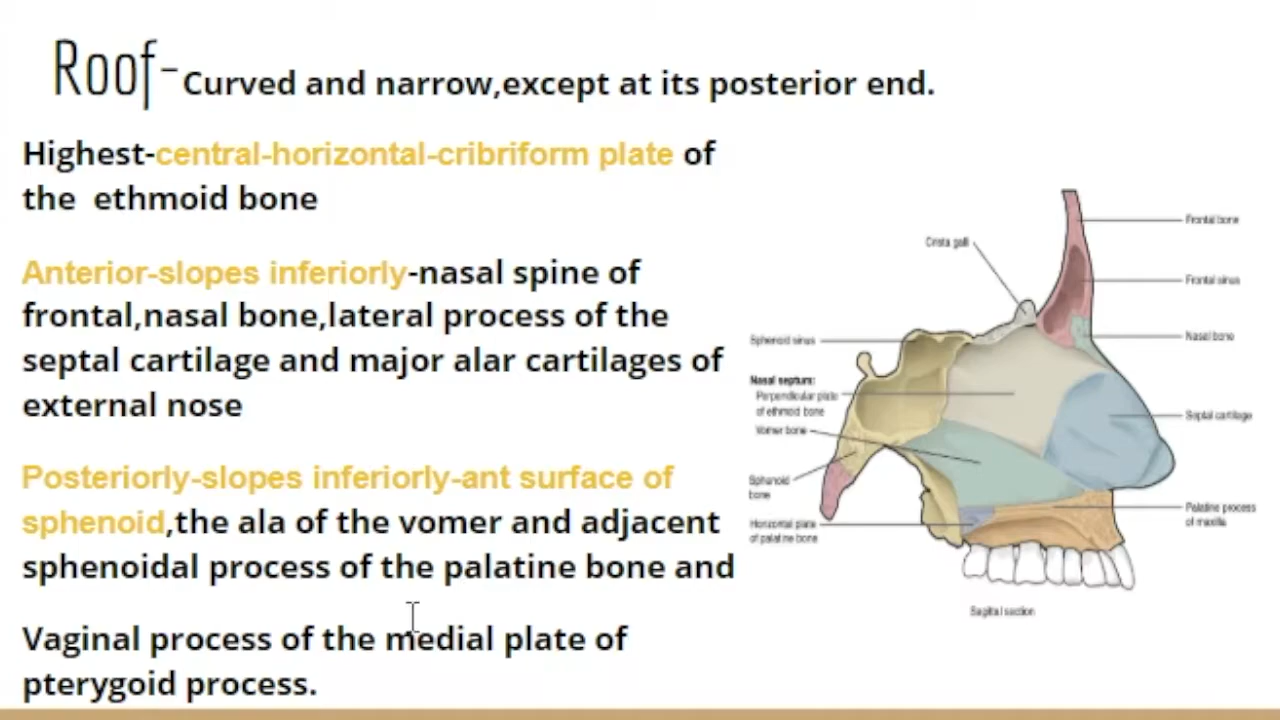 Roof-Curved and narrow,except at its posterior end.
Highest-central-horizontal-cribriform plate of
the ethmoid bone
Anterior-slopes inferiorly-nasal spine of
frontal,nasal bone,lateral process of the
septal cartilage and major alar cartilages of
external nose
Posteriorly-slopes inferiorly-ant surface of
sphenoid,the ala of the vomer and adjacent
sphenoidal process of the palatine bone and
Vaginal process of the medial plate of
pterygoid process.
Frontal bone
Crista galli
Frontal sinus
Nasal bone
Sphenoid sinus
Nasal septum:
Perpendicular plate
of ethmoid bone
Septal cartilage
Vomer bone
Sphenoid
bone
Palatine process
of maxilla
Horizontal plate
of palatine bone
Sagittal section